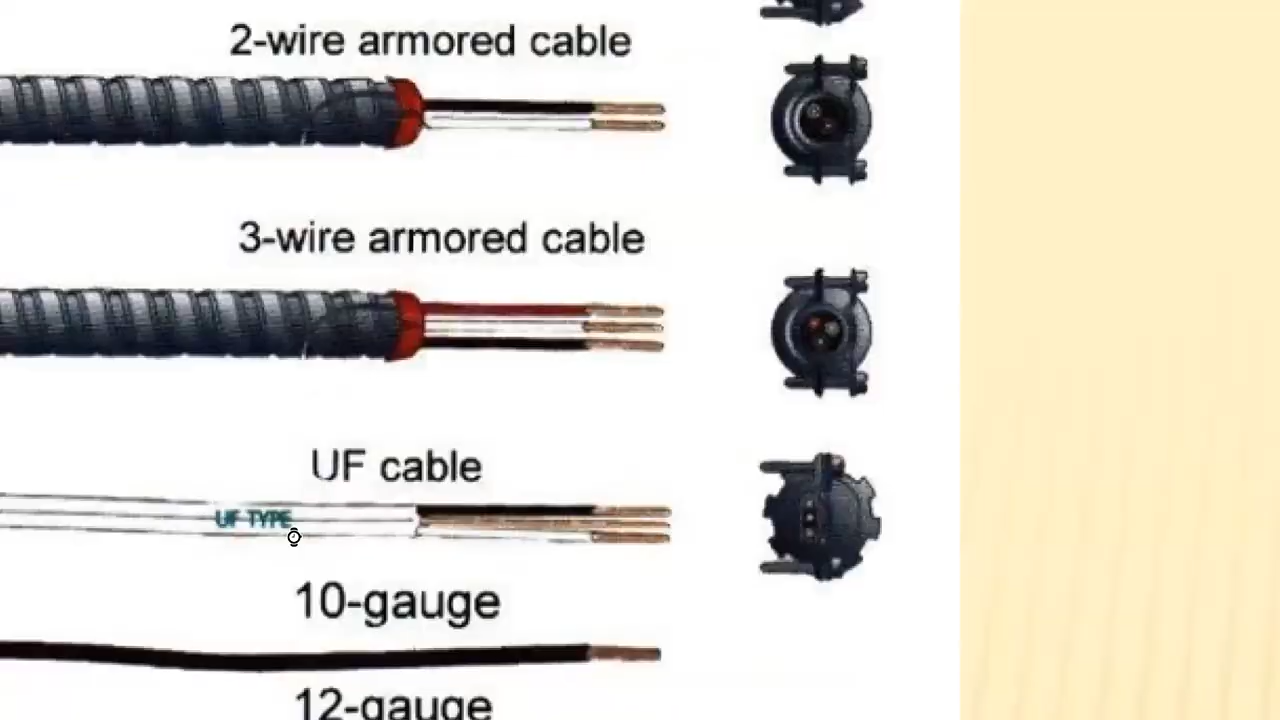 2-wire armored cable
3-wire armored cable
UF cable
UF TYPE
10-gauge
12-gauge